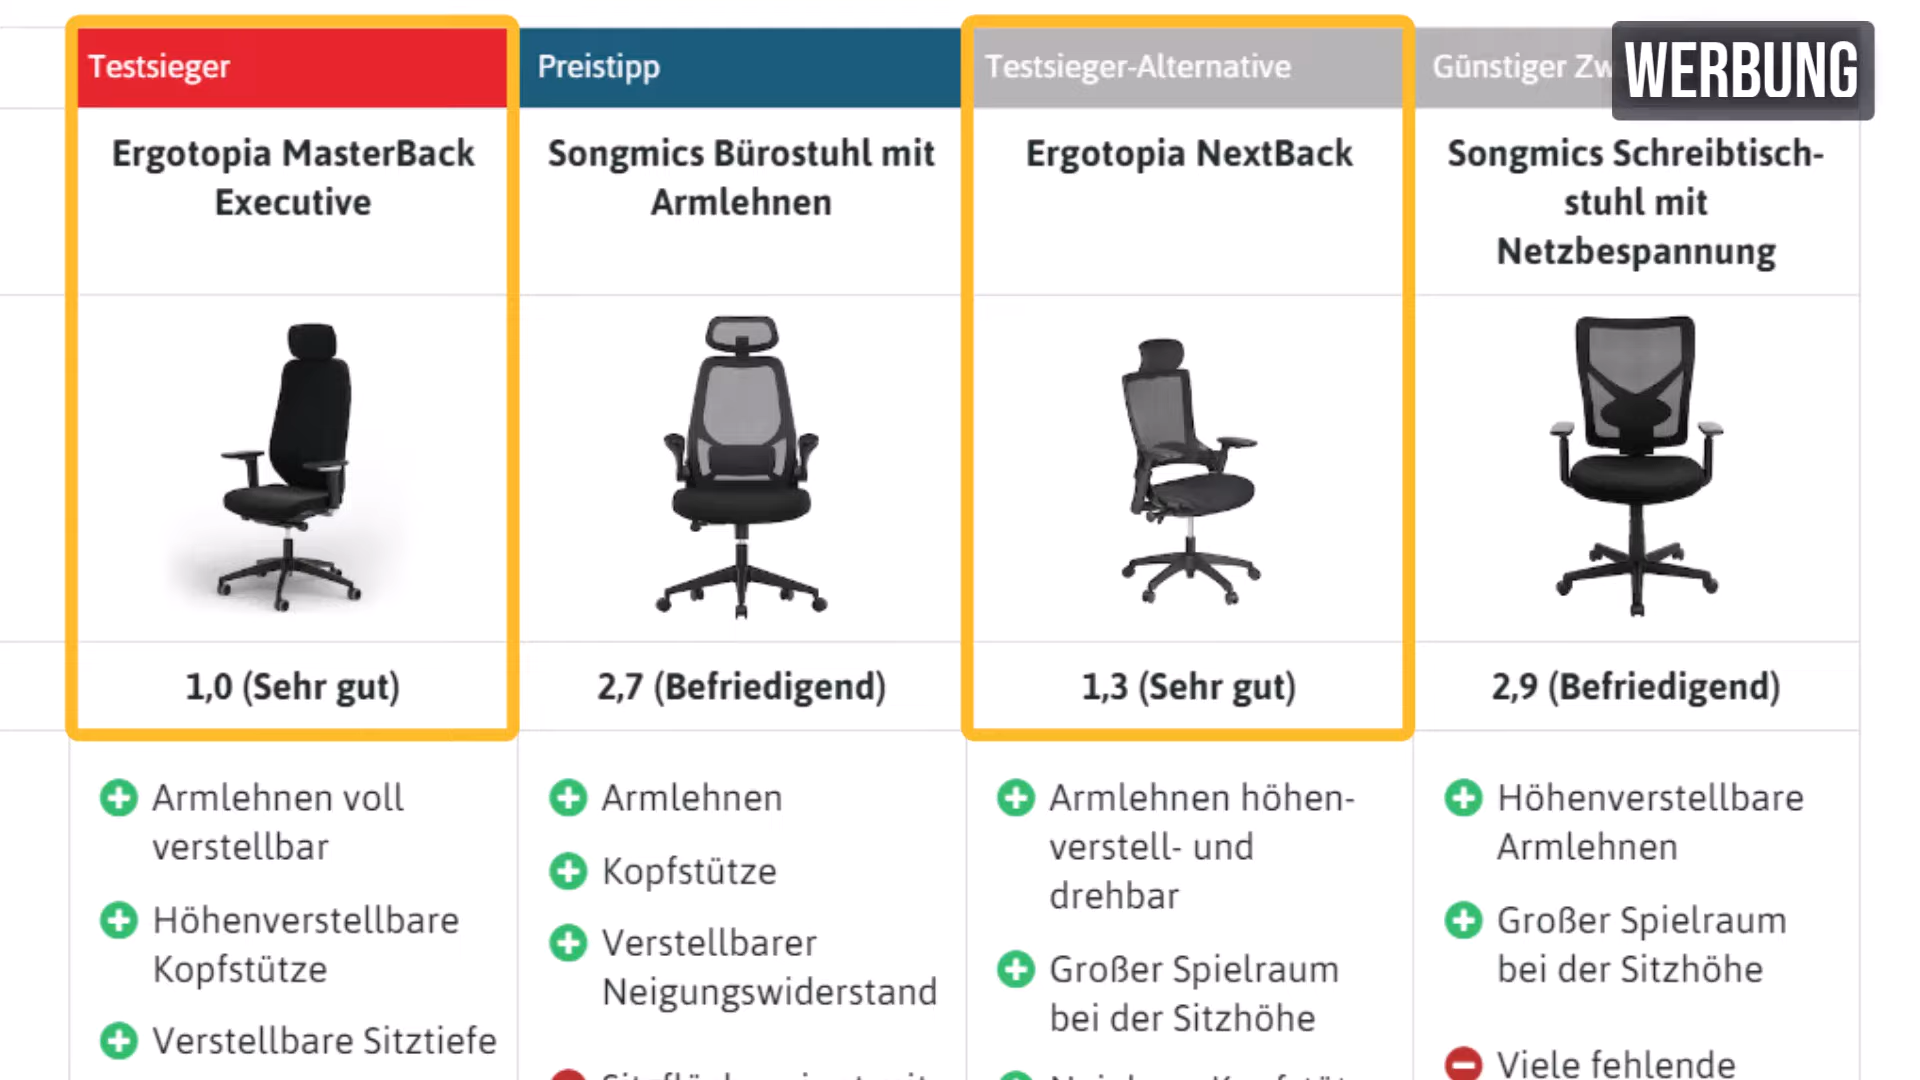 Testsieger
Preistipp
Testsieger-Alternative
Günstiger
WERBUNG
Ergotopia MasterBack
Executive
Songmics Bürostuhl mit
Armlehnen
Ergotopia NextBack
Songmics Schreibtisch-
stuhl mit
Netzbespannung
1,0 (Sehr gut)
2,7 (Befriedigend)
1,3 (Sehr gut)
2,9 (Befriedigend)
Armlehnen voll
verstellbar
Höhenverstellbare
Kopfstütze
Verstellbare Sitztiefe
Armlehnen
Kopfstütze
Verstellbarer
Neigungswiderstand
Armlehnen höhen-
verstell- und
drehbar
Großer Spielraum
bei der Sitzhöhe
Höhenverstellbare
Armlehnen
Großer Spielraum
bei der Sitzhöhe
Viele fehlende